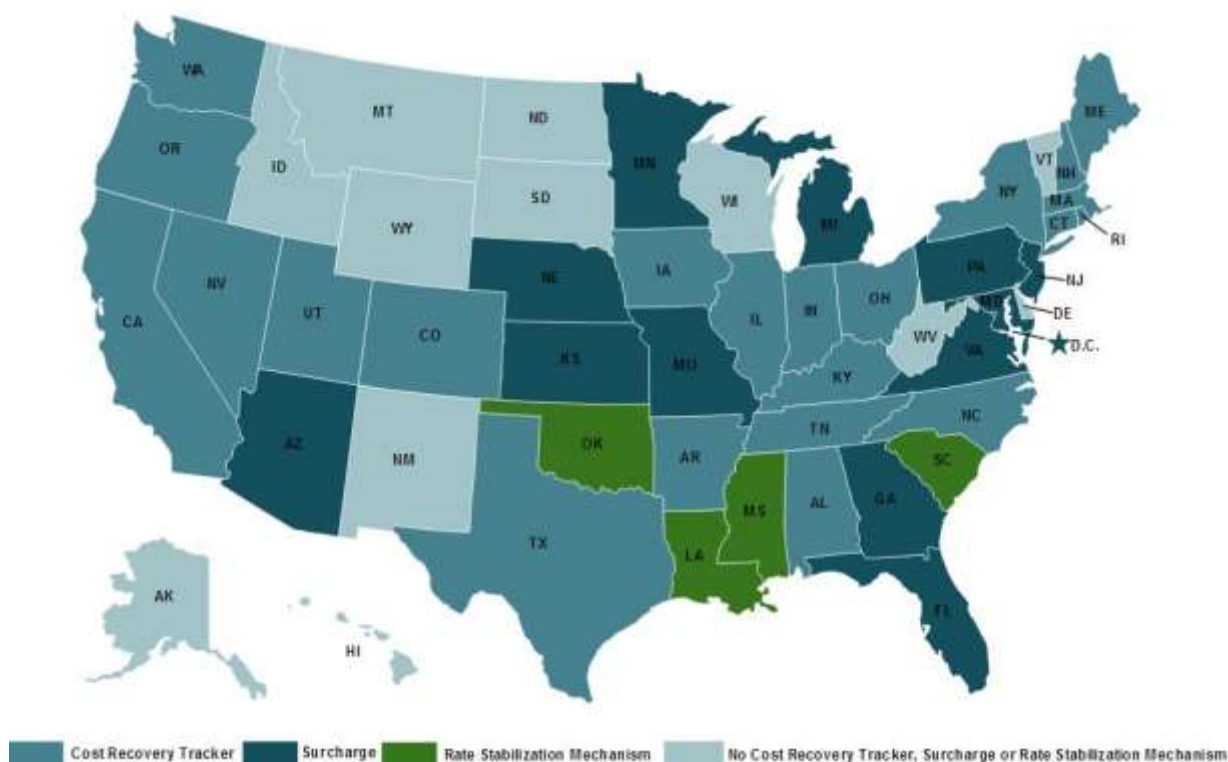 WA
MT
ND
MN
ME
OR
ID
SD
WI
VT
NH
NY
MA
WY
MI
CT
RI
IA
PA
NE
NJ
NV
OH
IN
MD
UT
IL
DE
CA
CO
WV
KS
MO
VA
D.C.
KY
NC
TN
OK
AZ
NM
AR
SC
MS
AL
GA
TX
LA
AK
FL
HI
Cost Recovery Tracker
Surcharge
Rate Stabilization Mechanism
No Cost Recovery Tracker, Surcharge or Rate Stabilization Mechanism